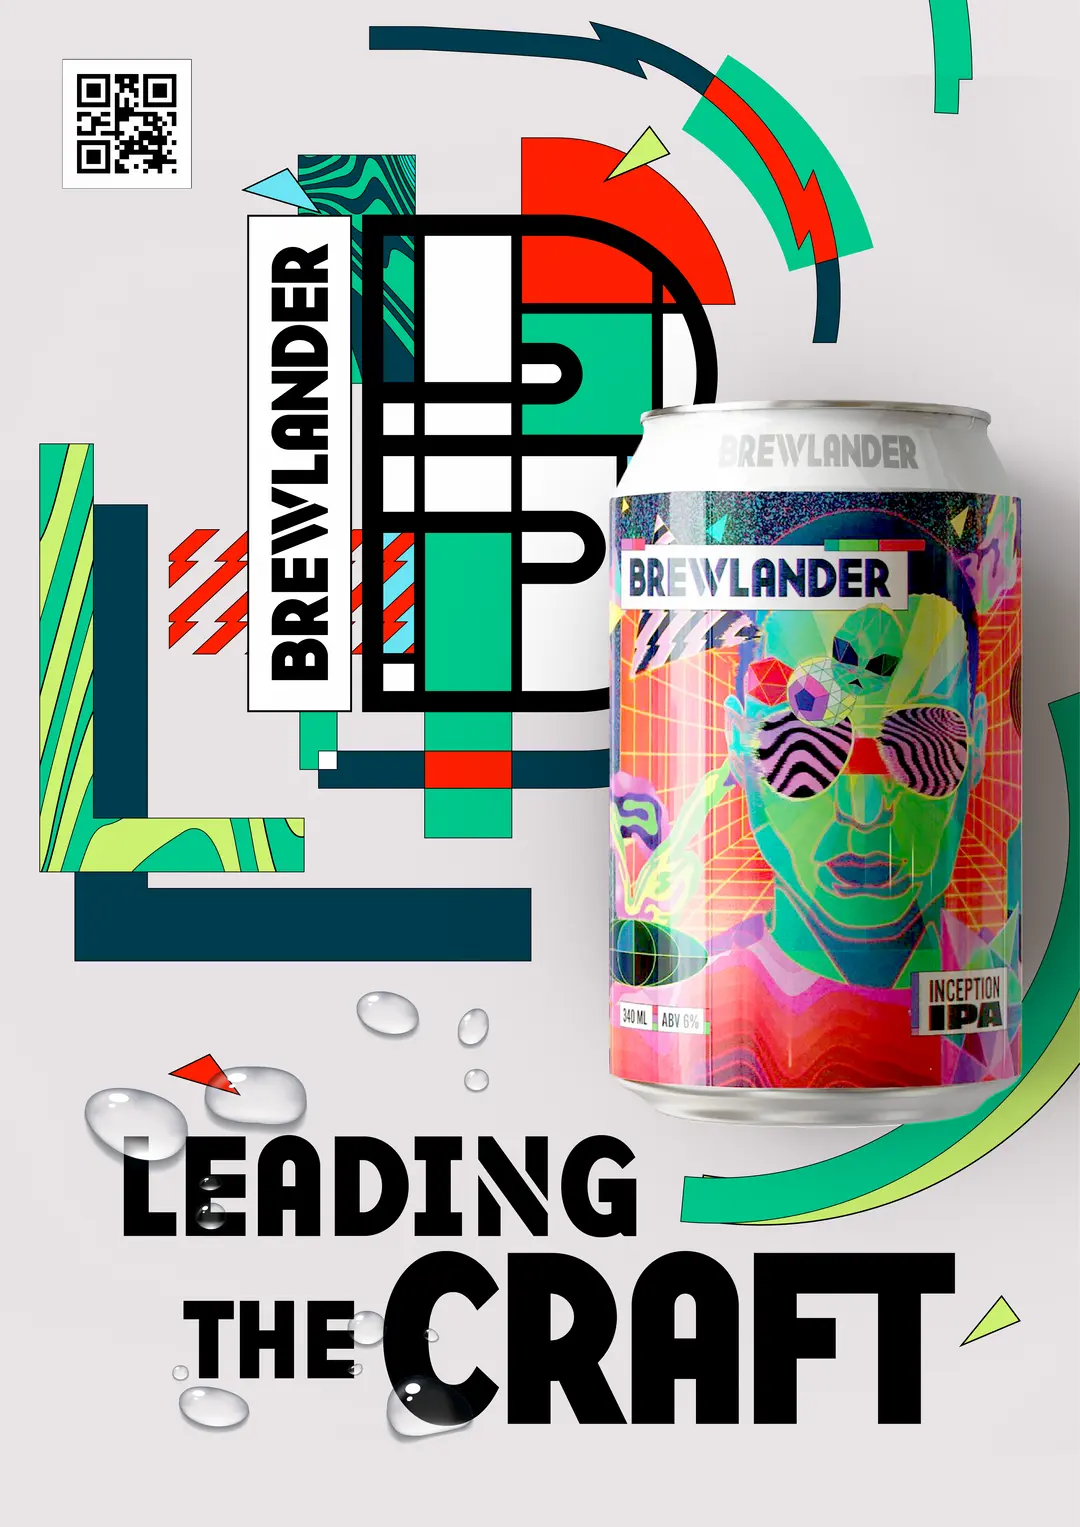 BREWLANDER
BREWLANDER
BREWLANDER
340 ML
ABV 6%
INCEPTION
IPA
LEADING
THE CRAFT